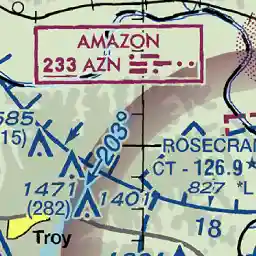 AMAZON
233 AZN
585
15)
203°
ROSECRAN
CT - 126.9 *
827 *L
1471
(282)
1401
18
Troy